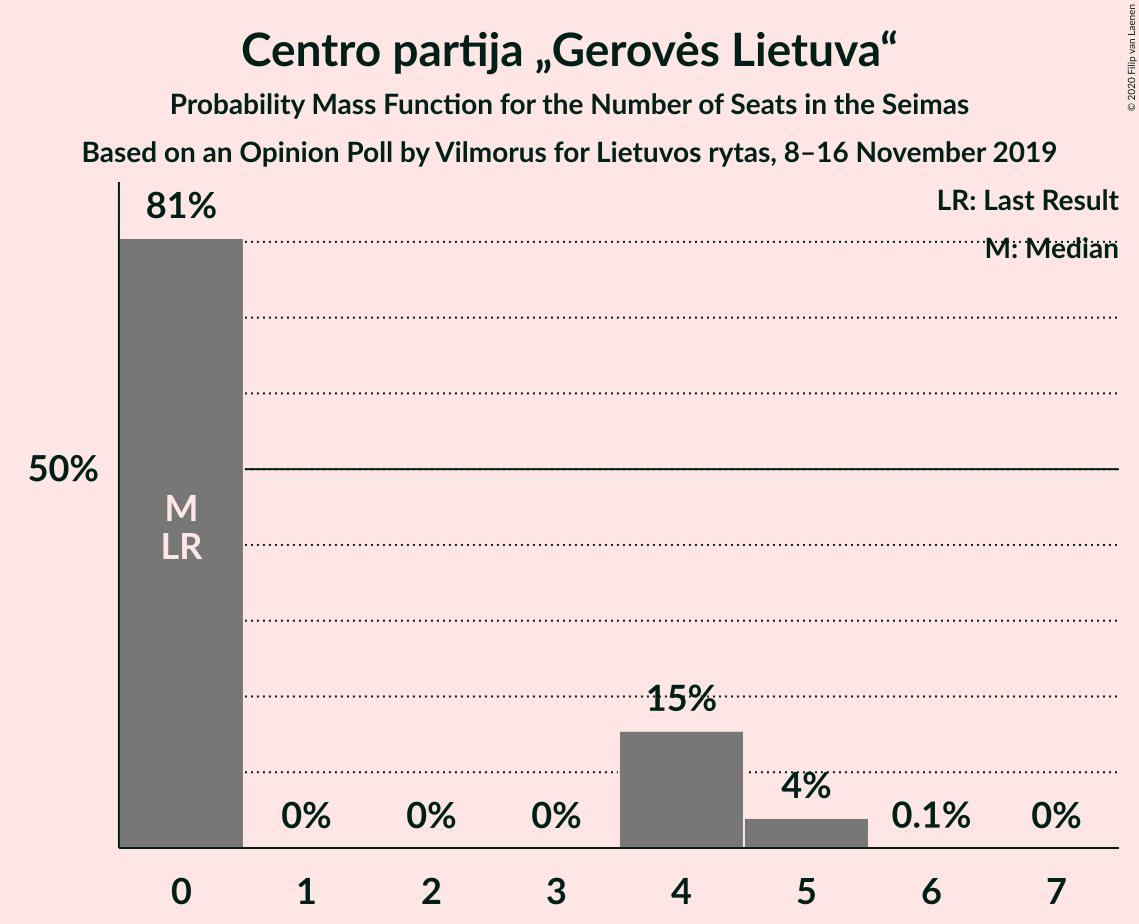 Centro partija „Gerovės Lietuva“
Probability Mass Function for the Number of Seats in the Seimas
Based on an Opinion Poll by Vilmorus for Lietuvos rytas, 8–16 November 2019
© 2020 Filip van Laenen
LR: Last Result
M: Median
81%
50%
M
LR
0%
0%
0%
15%
4%
0.1%
0%
0
1
2
3
4
5
6
7